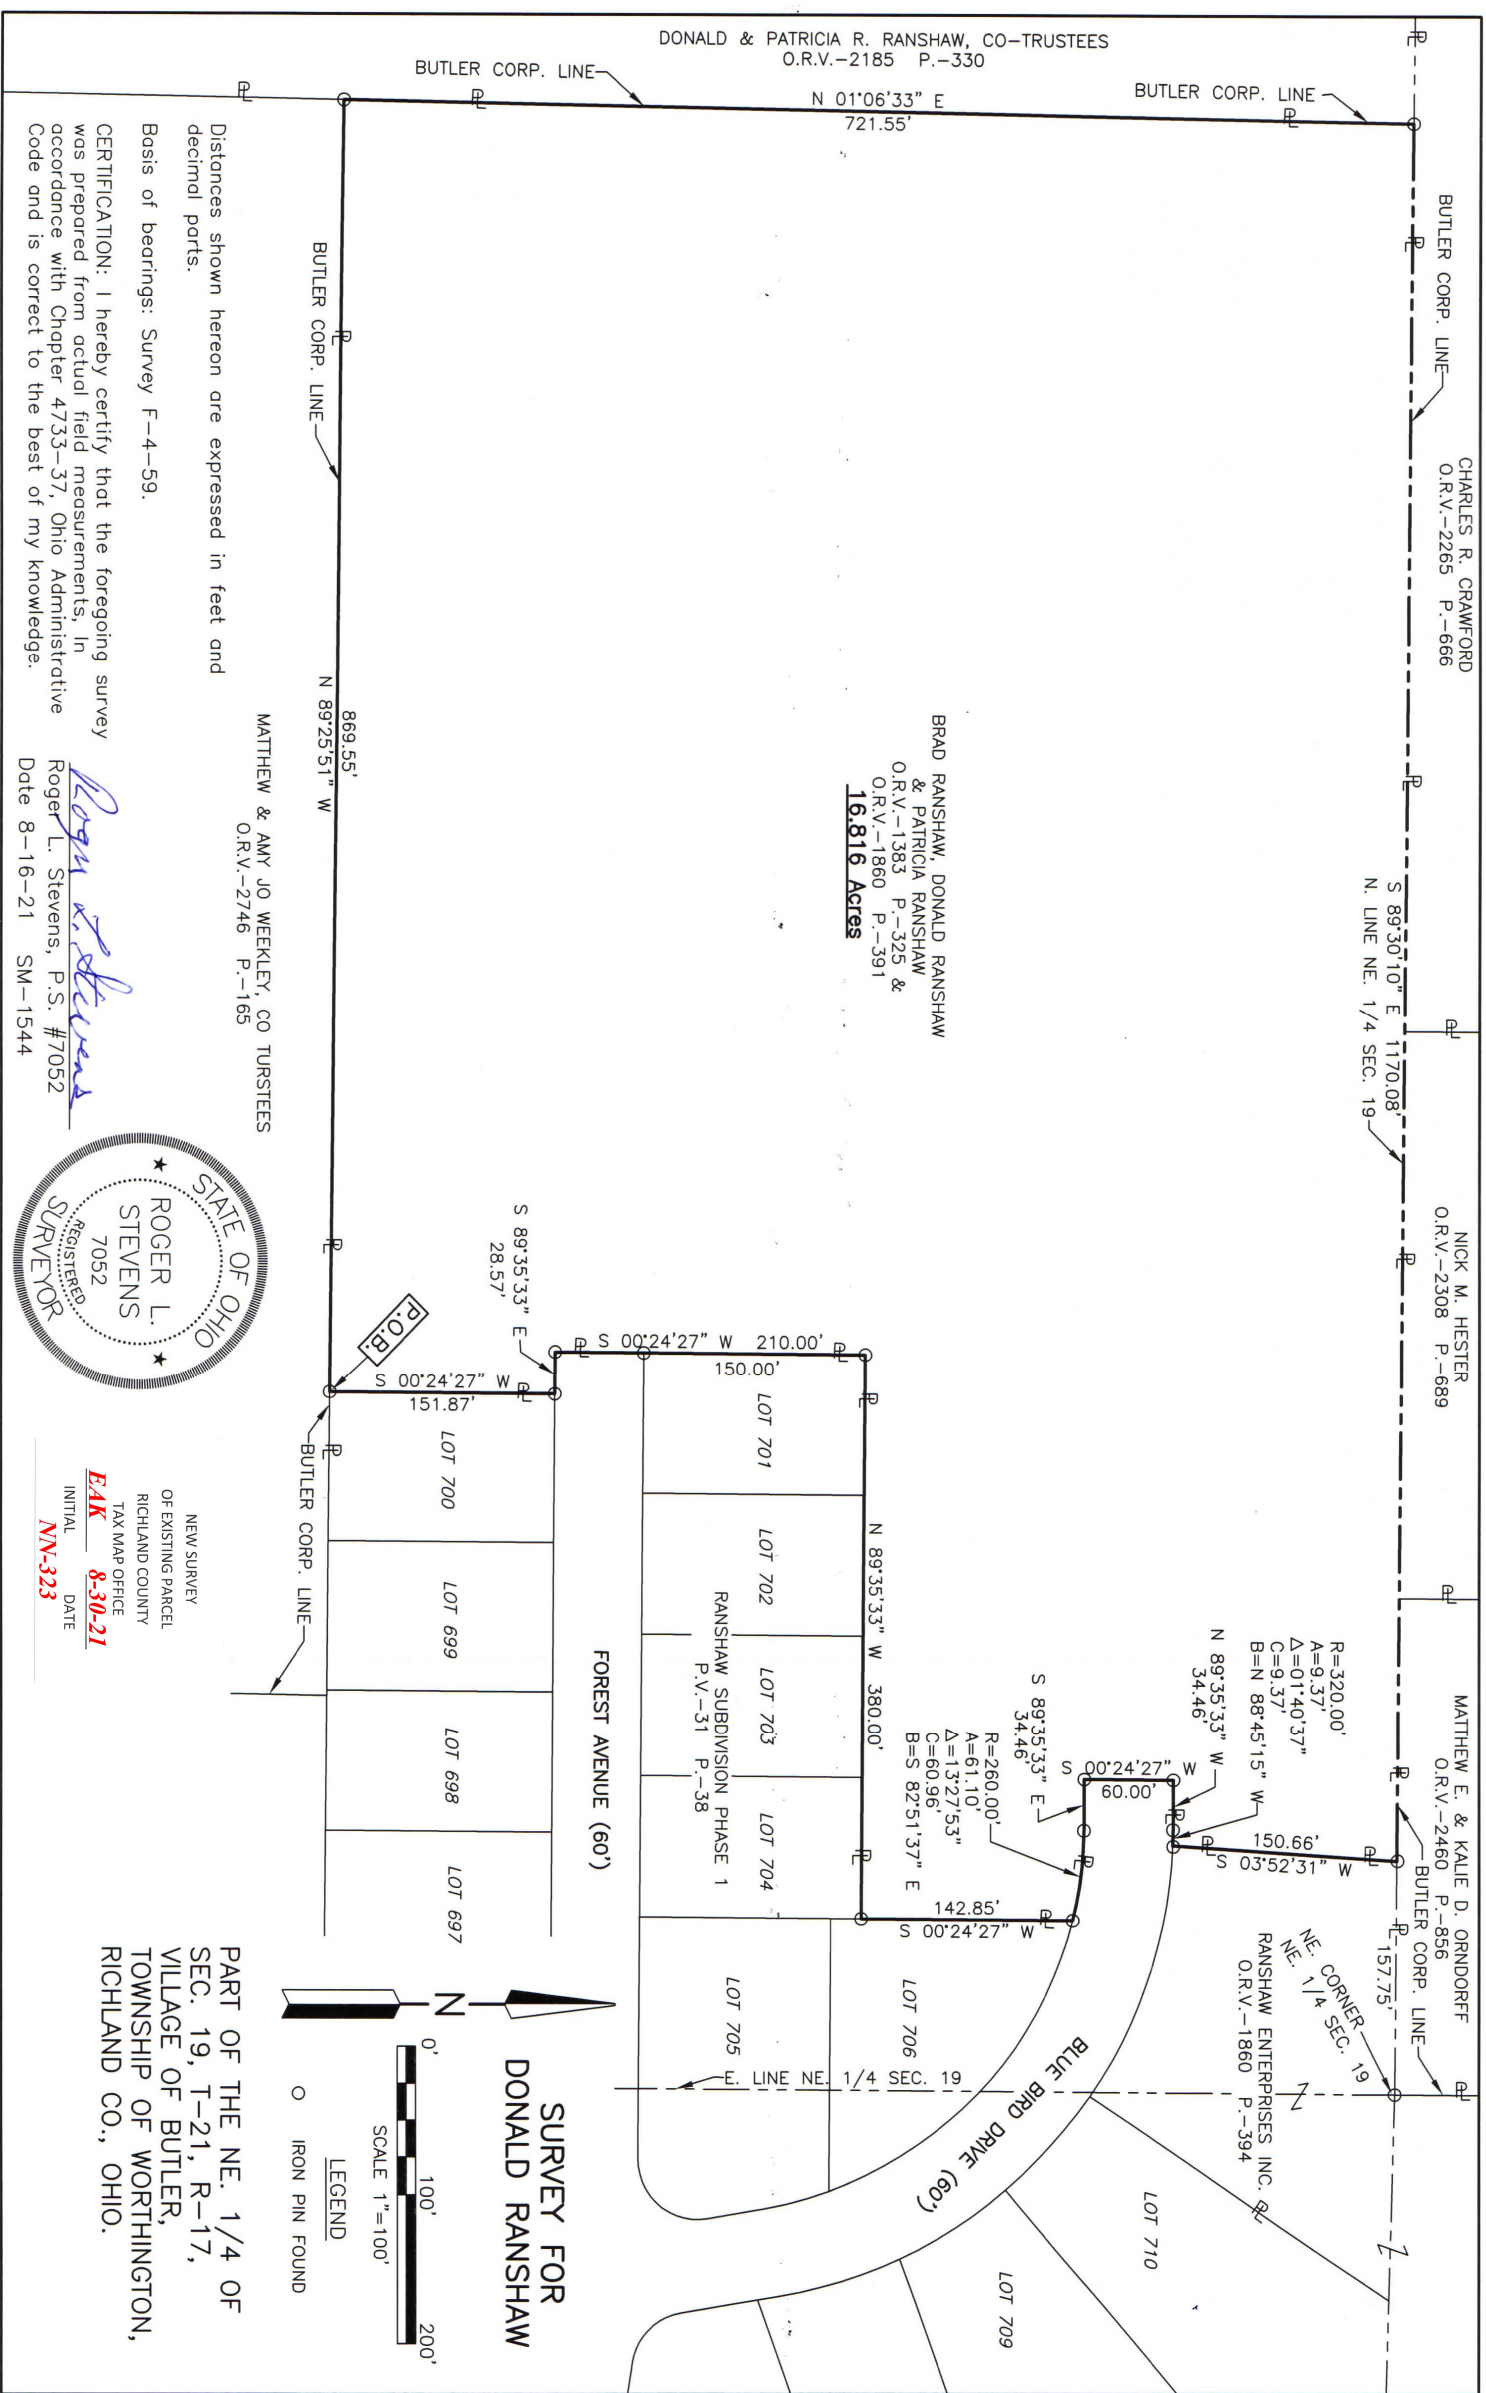 DONALD & PATRICIA R. RANSHAW, CO-TRUSTEES
O.R.V.-2185 P.-330
BUTLER CORP. LINE
N 01°06'33" E
721.55'
BUTLER CORP. LINE
BUTLER CORP. LINE
CHARLES R. CRAWFORD
O.R.V.-2265 P.-666
S 89°30'10" E 1170.08'
N. LINE NE. 1/4 SEC. 19
NICK M. HESTER
O.R.V.-2308 P.-689
MATTHEW E. & KALIE D. ORNDORFF
O.R.V.-2460 P.-856
BUTLER CORP. LINE
157.75'
NE. CORNER
NE. 1/4 SEC. 19
RANSHAW ENTERPRISES INC.
O.R.V.-1860 P.-394
R=320.00'
A=9.37'
Δ=01°40'37"
C=9.37'
B=N 88°45'15" W
N 89°35'33" W
34.46'
150.66'
S 03°52'31" W
S 00°24'27" W
60.00'
S 89°35'33" E
34.46'
R=260.00'
A=61.10'
Δ=13°27'53"
C=60.96'
B=S 82°51'37" E
142.85'
S 00°24'27" W
BRAD RANSHAW, DONALD RANSHAW
& PATRICIA RANSHAW
O.R.V.-1383 P.-325 &
O.R.V.-1860 P.-391
16.816 Acres
N 89°35'33" W 380.00'
S 00°24'27" W 210.00'
150.00'
LOT 701
LOT 702
LOT 703
LOT 704
RANSHAW SUBDIVISION PHASE 1
P.V.-31 P.-38
LOT 705
LOT 706
E. LINE NE. 1/4 SEC. 19
BLUE BIRD DRIVE (60')
LOT 710
LOT 709
FOREST AVENUE (60')
S 89°35'33" E
28.57'
S 00°24'27" W
151.87'
P.O.B.
LOT 700
LOT 699
LOT 698
LOT 697
BUTLER CORP. LINE
BUTLER CORP. LINE
869.55'
N 89°25'51" W
MATTHEW & AMY JO WEEKLEY, CO TURSTEES
O.R.V.-2746 P.-165
Distances shown hereon are expressed in feet and
decimal parts.
Basis of bearings: Survey F-4-59.
CERTIFICATION: I hereby certify that the foregoing survey
was prepared from actual field measurements, In
accordance with Chapter 4733-37, Ohio Administrative
Code and is correct to the best of my knowledge.
Roger L. Stevens
Roger L. Stevens, P.S. #7052
Date 8-16-21 SM-1544
STATE OF OHIO
ROGER L.
STEVENS
7052
REGISTERED
SURVEYOR
NEW SURVEY
OF EXISTING PARCEL
RICHLAND COUNTY
TAX MAP OFFICE
EAK 8-30-21
INITIAL DATE
NN-323
N
SURVEY FOR
DONALD RANSHAW
0' 100' 200'
SCALE 1"=100'
LEGEND
IRON PIN FOUND
PART OF THE NE. 1/4 OF
SEC. 19, T-21, R-17,
VILLAGE OF BUTLER,
TOWNSHIP OF WORTHINGTON,
RICHLAND CO., OHIO.